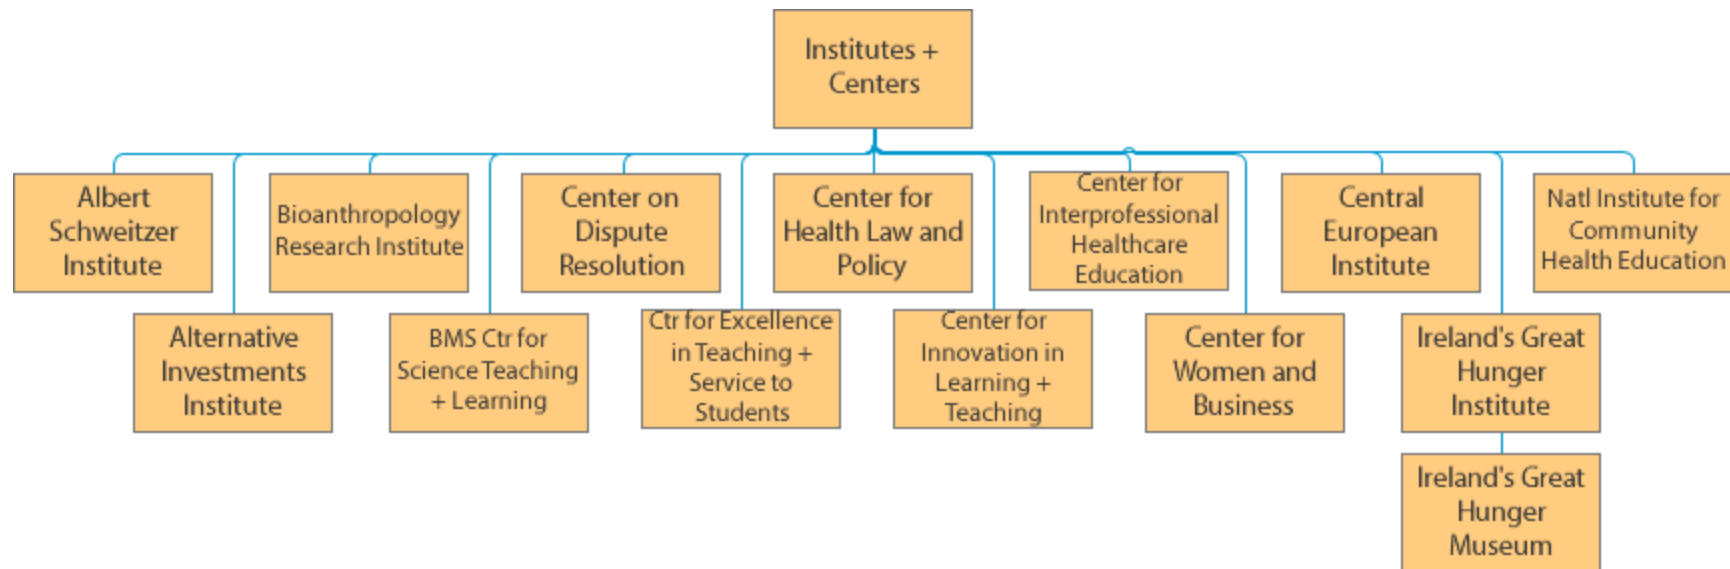 Institutes +
Centers
Albert
Schweitzer
Institute
Bioanthropology
Research Institute
Center on
Dispute
Resolution
Center for
Health Law and
Policy
Center for
Interprofessional
Healthcare
Education
Central
European
Institute
Natl Institute for
Community
Health Education
Alternative
Investments
Institute
BMS Ctr for
Science Teaching
+ Learning
Ctr for Excellence
in Teaching +
Service to
Students
Center for
Innovation in
Learning +
Teaching
Center for
Women and
Business
Ireland's Great
Hunger
Institute
Ireland's Great
Hunger
Museum